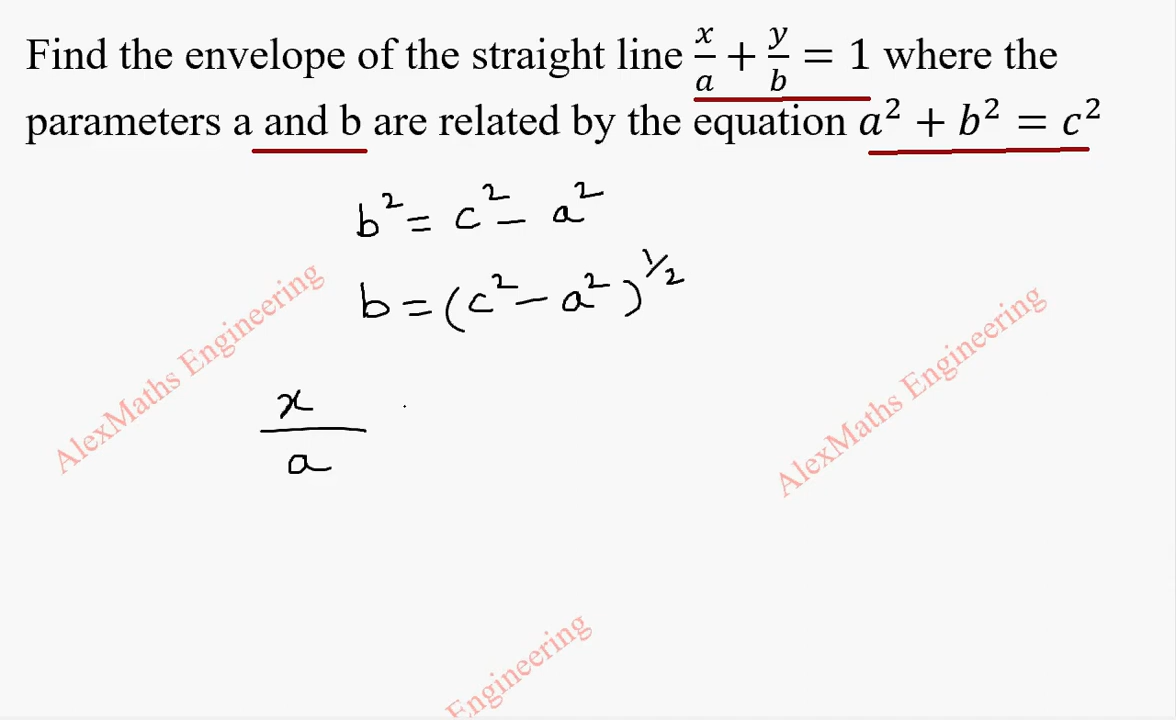 Find the envelope of the straight line x/a + y/b = 1 where the
parameters a and b are related by the equation a² + b² = c²
b² = c² - a²
b = (c² - a²)^1/2
x
a
AlexMaths Engineering
AlexMaths Engineering
Engineering